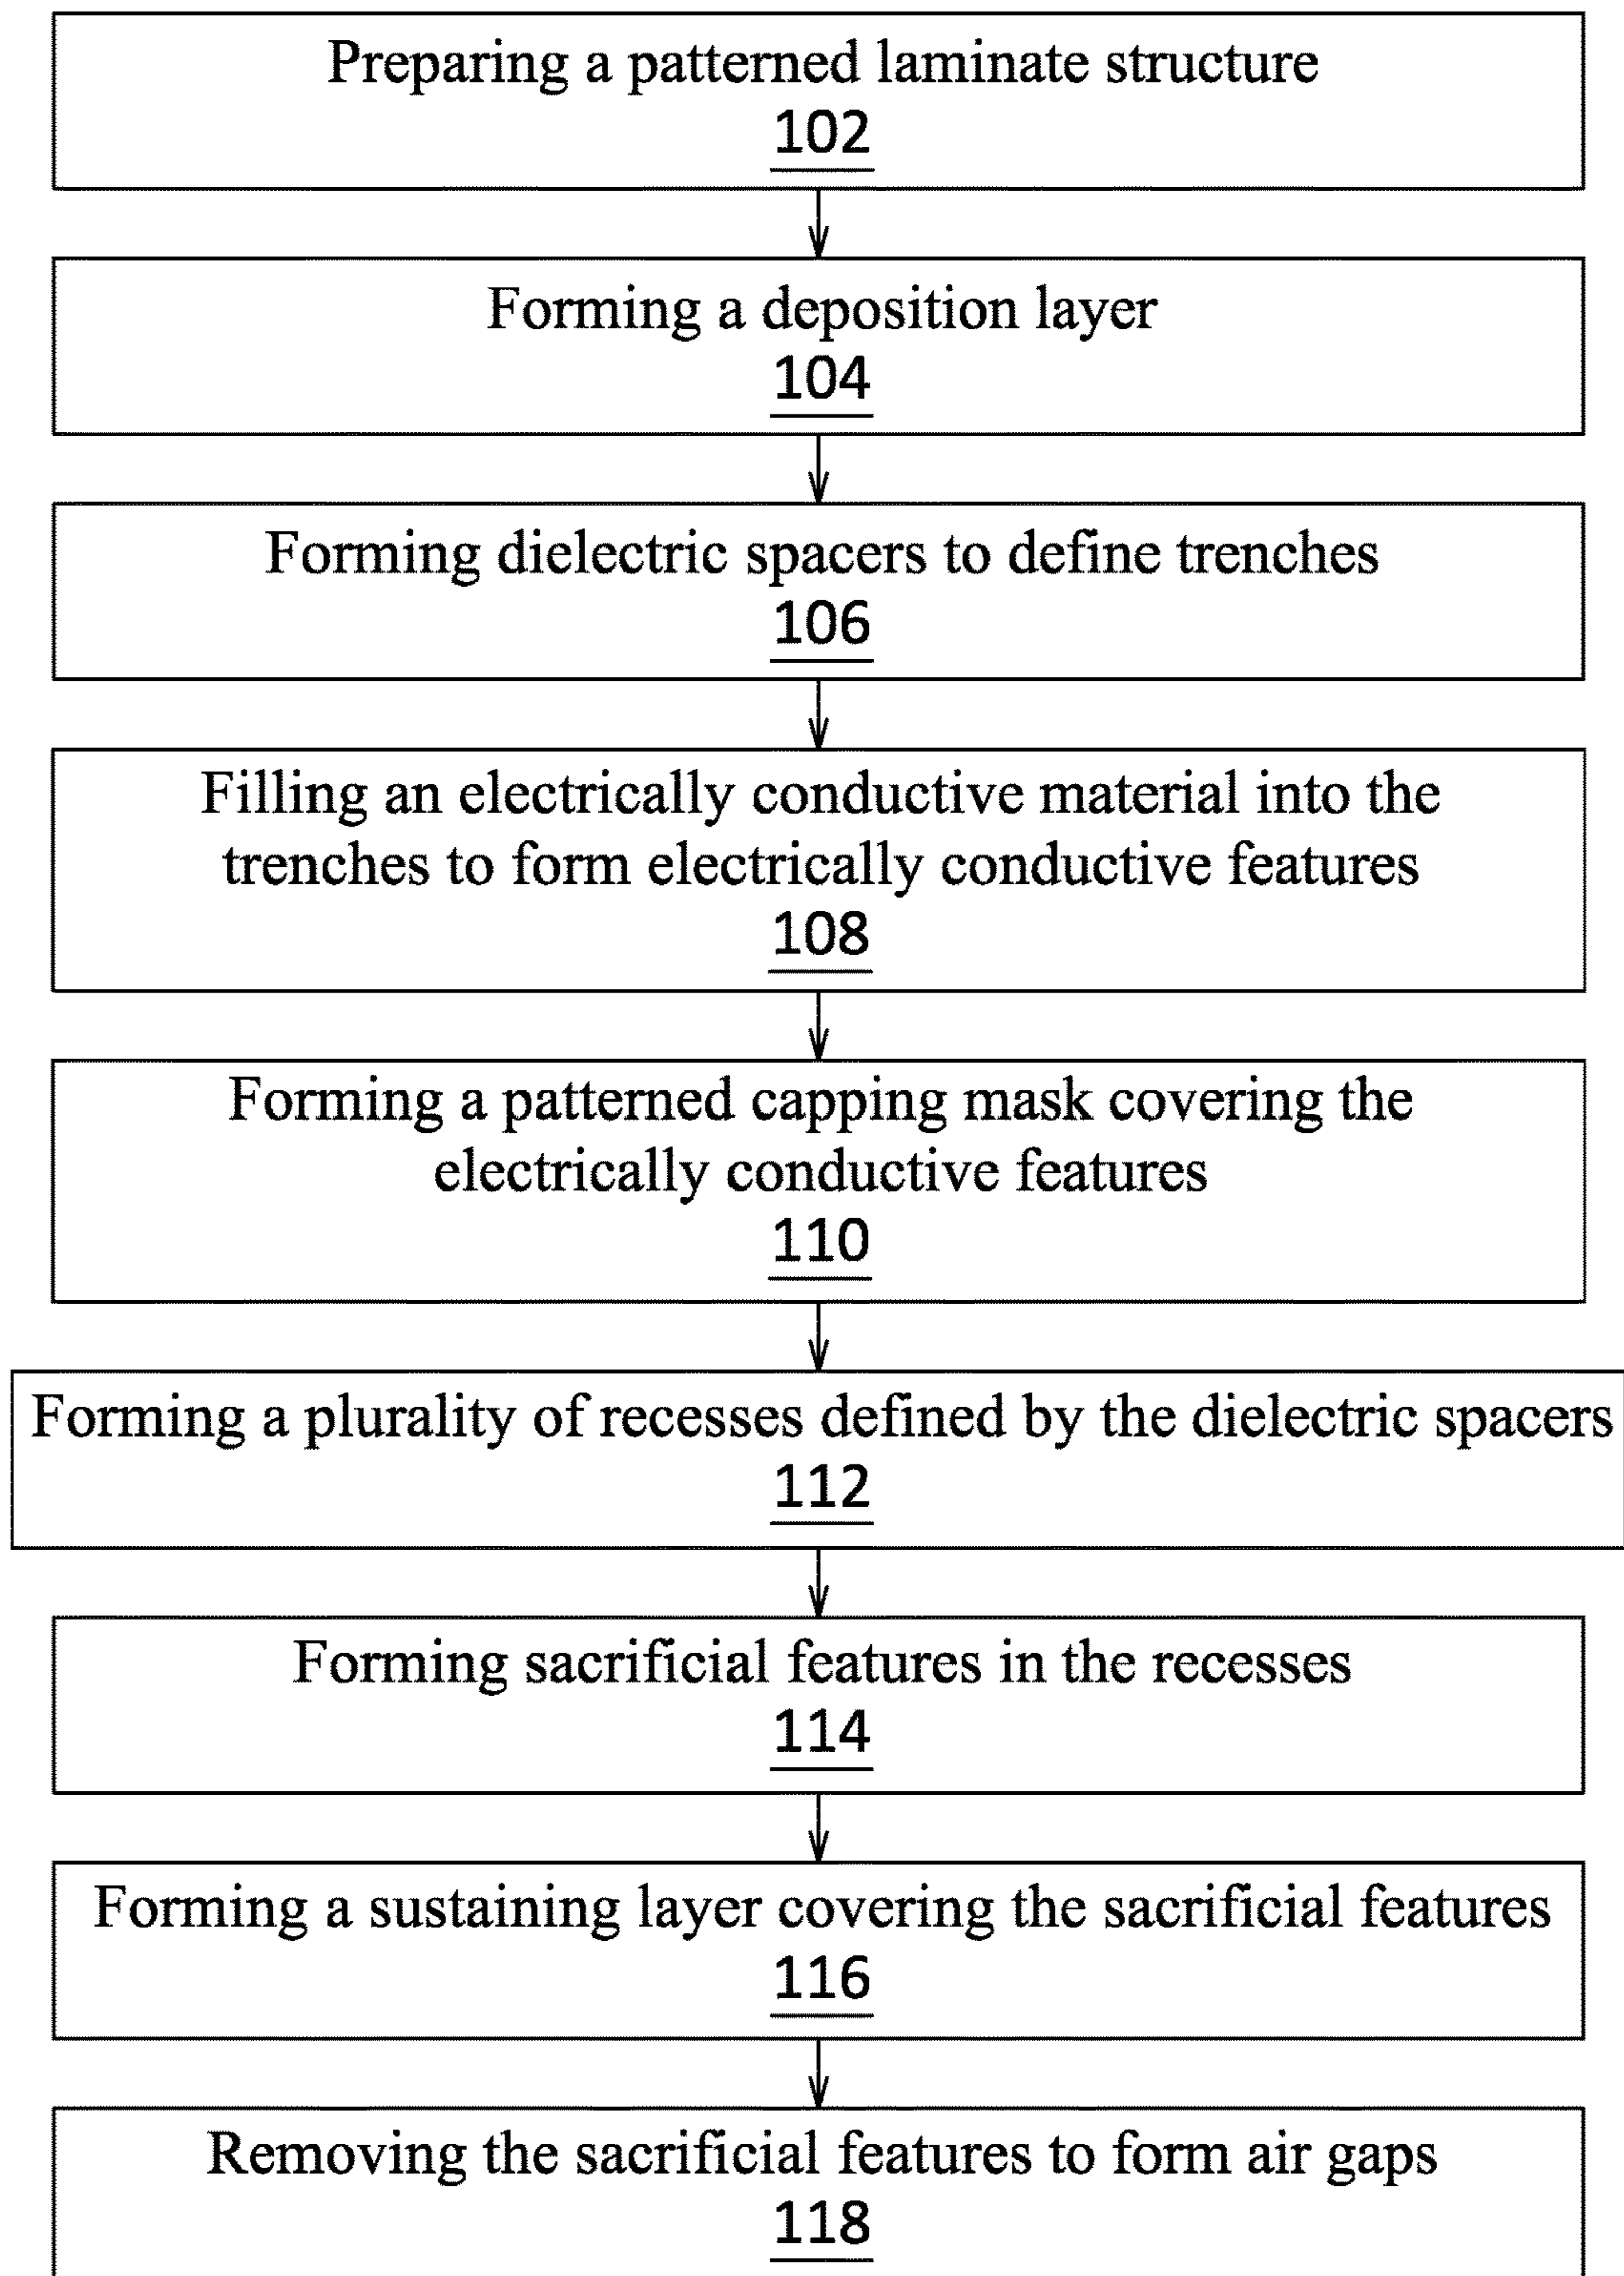 Preparing a patterned laminate structure
102
Forming a deposition layer
104
Forming dielectric spacers to define trenches
106
Filling an electrically conductive material into the
trenches to form electrically conductive features
108
Forming a patterned capping mask covering the
electrically conductive features
110
Forming a plurality of recesses defined by the dielectric spacers
112
Forming sacrificial features in the recesses
114
Forming a sustaining layer covering the sacrificial features
116
Removing the sacrificial features to form air gaps
118